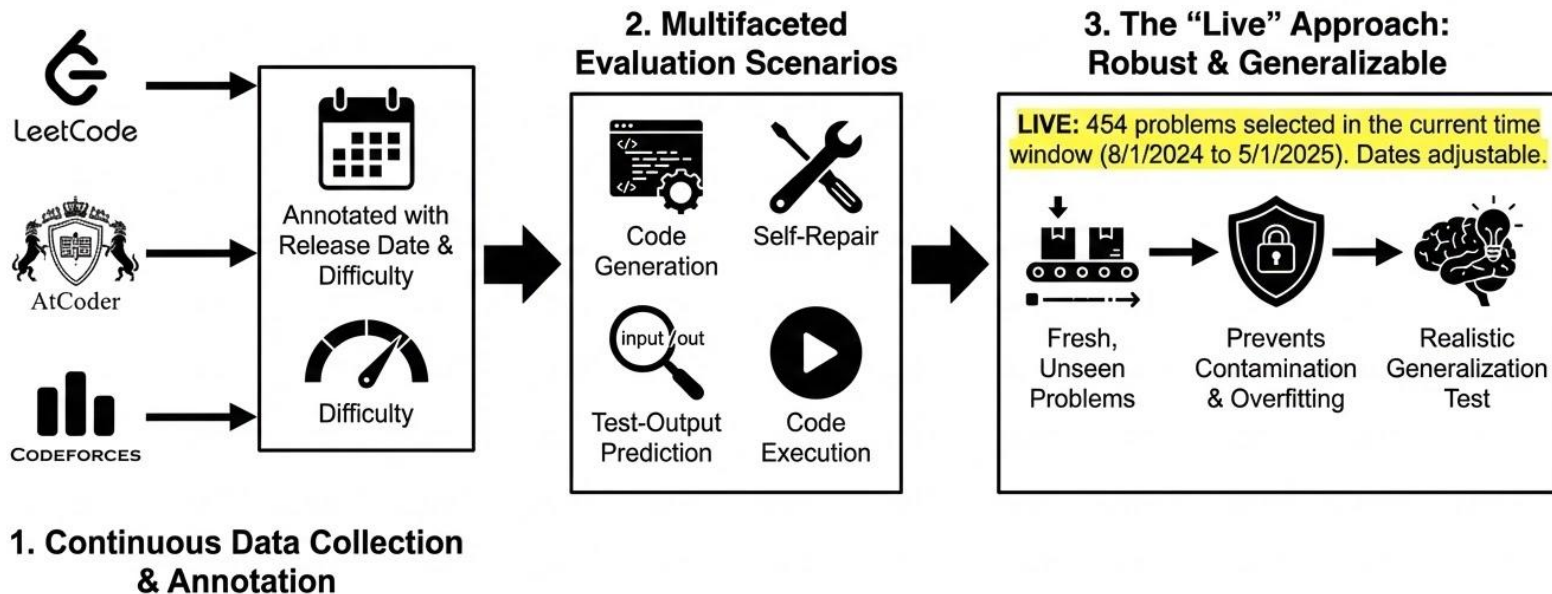 LeetCode
AtCoder
CODEFORCES
Annotated with
Release Date &
Difficulty
Difficulty
1. Continuous Data Collection
& Annotation
2. Multifaceted
Evaluation Scenarios
</>
</>
Code
Generation
Self-Repair
input/out
Test-Output
Prediction
Code
Execution
3. The “Live” Approach:
Robust & Generalizable
LIVE: 454 problems selected in the current time
window (8/1/2024 to 5/1/2025). Dates adjustable.
Fresh,
Unseen
Problems
Prevents
Contamination
& Overfitting
Realistic
Generalization
Test